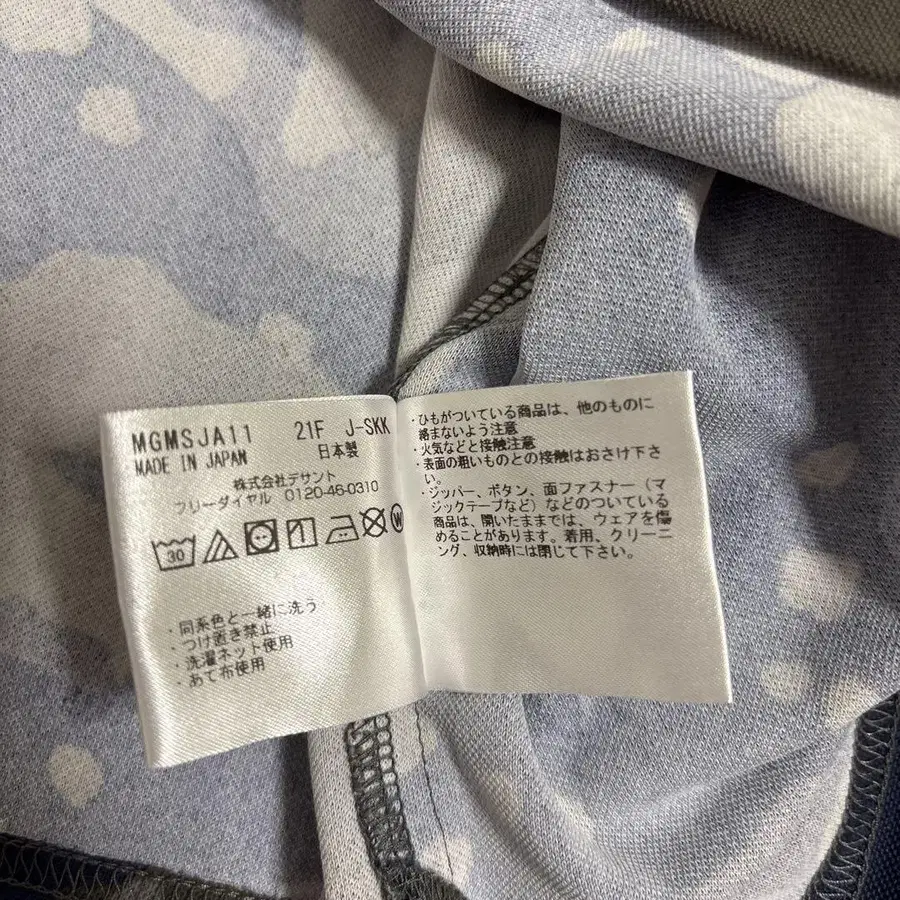 MGMSJA11 21F J-SKK
MADE IN JAPAN 日本製
株式会社デサント
フリーダイヤル 0120-46-0310
30
W
・同系色と一緒に洗う
・つけ置き禁止
・洗濯ネット使用
・あて布使用
・ひもがついている商品は、他のものに
絡まないよう注意
・火気などと接触注意
・表面の粗いものとの接触はおさけ下さ
い。
・ジッパー、ボタン、面ファスナー（マ
ジックテープなど）などのついている
商品は、開いたままでは、ウェアを傷
めることがあります。着用、クリーニ
ング、収納時には閉じて下さい。